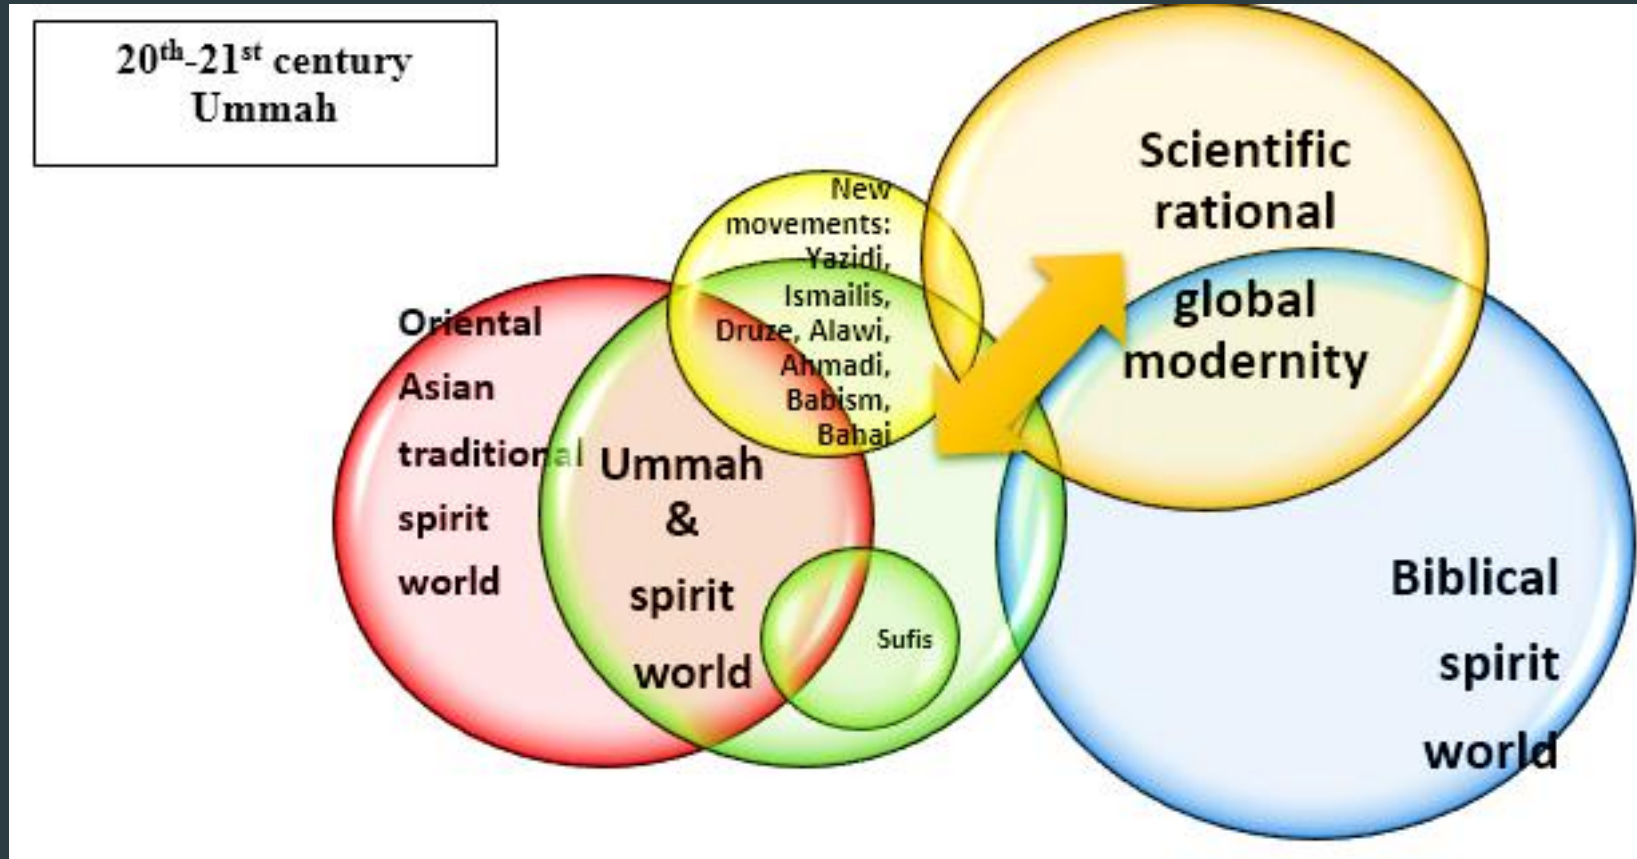 20th-21st century
Ummah
Oriental
Asian
traditional
spirit
world
Ummah
&
spirit
world
New
movements:
Yazidi,
Ismailis,
Druze, Alawi,
Ahmadi,
Babism,
Bahai
Sufis
Scientific
rational
global
modernity
Biblical
spirit
world